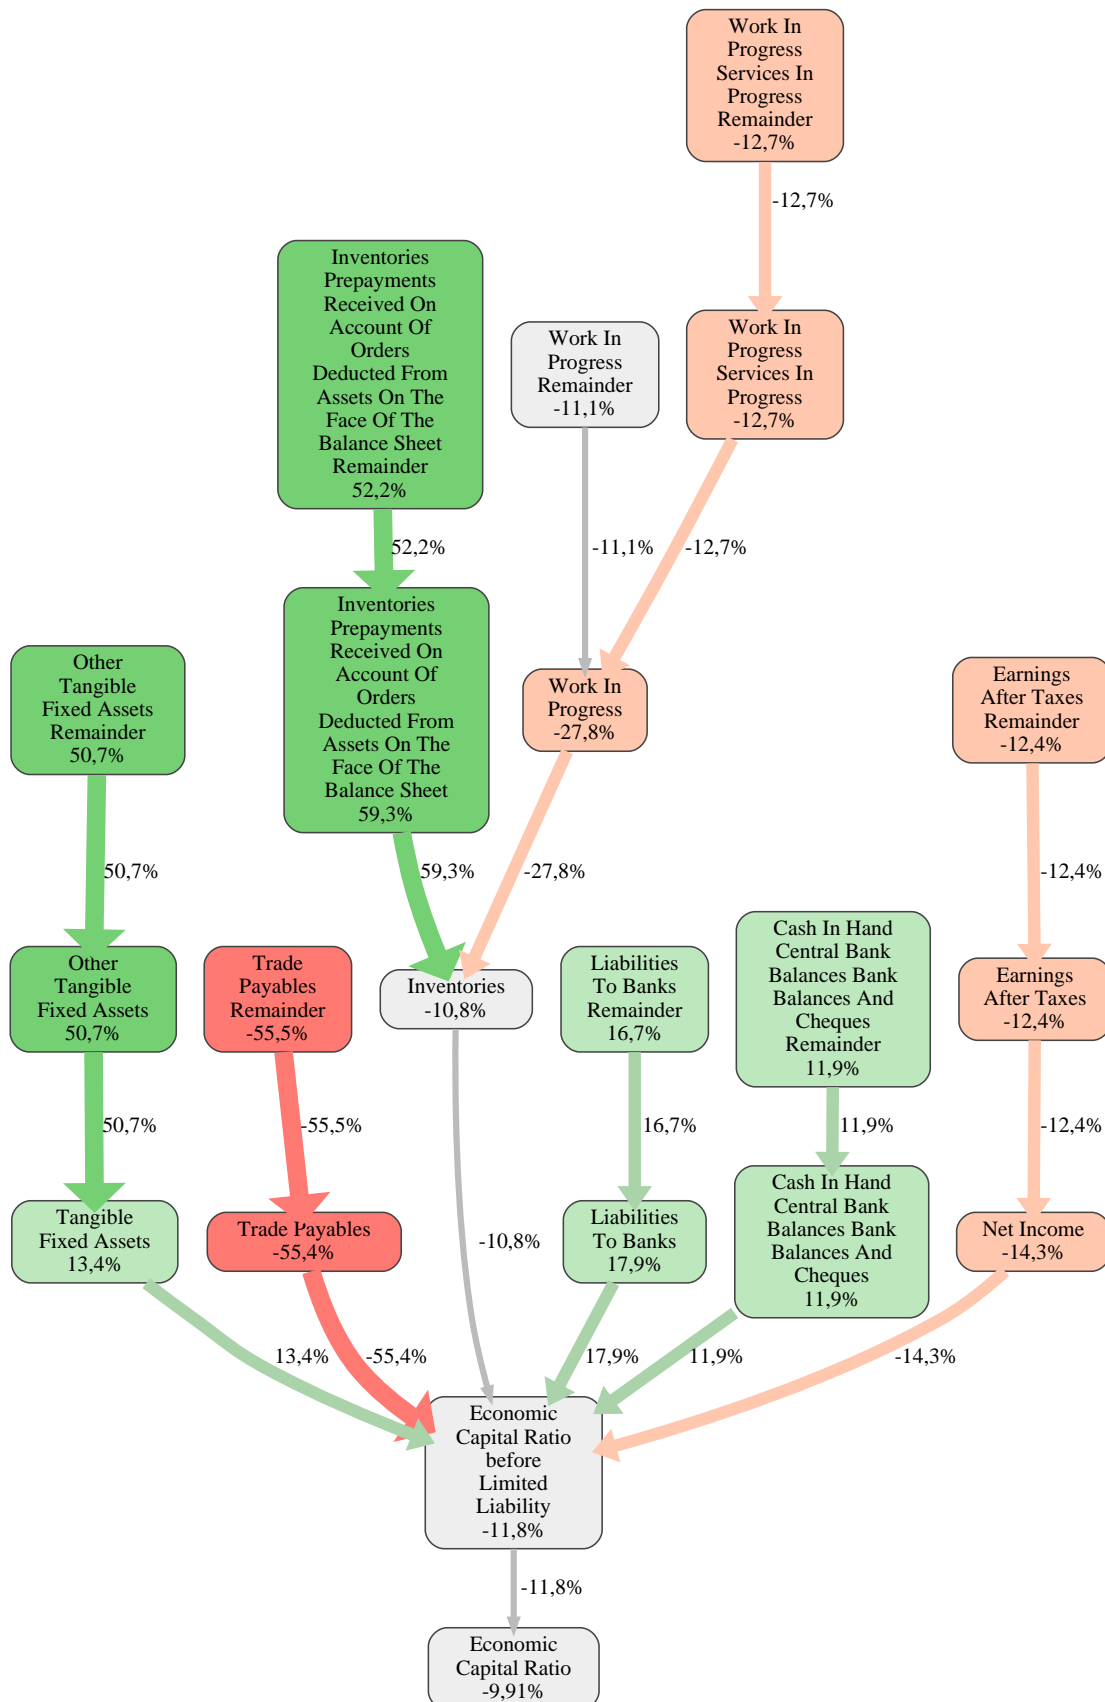 Work In
Progress
Services In
Progress
Remainder
-12,7%
-12,7%
Inventories
Prepayments
Received On
Account Of
Orders
Deducted From
Assets On The
Face Of The
Balance Sheet
Remainder
52,2%
Work In
Progress
Remainder
-11,1%
Work In
Progress
Services In
Progress
-12,7%
52,2%
-11,1%
-12,7%
Other
Tangible
Fixed Assets
Remainder
50,7%
Inventories
Prepayments
Received On
Account Of
Orders
Deducted From
Assets On The
Face Of The
Balance Sheet
59,3%
Work In
Progress
-27,8%
Earnings
After Taxes
Remainder
-12,4%
50,7%
59,3%
-27,8%
-12,4%
Other
Tangible
Fixed Assets
50,7%
Trade
Payables
Remainder
-55,5%
Inventories
-10,8%
Liabilities
To Banks
Remainder
16,7%
Cash In Hand
Central Bank
Balances Bank
Balances And
Cheques
Remainder
11,9%
Earnings
After Taxes
-12,4%
50,7%
-55,5%
16,7%
11,9%
-12,4%
Tangible
Fixed Assets
13,4%
Trade Payables
-55,4%
-10,8%
Liabilities
To Banks
17,9%
Cash In Hand
Central Bank
Balances Bank
Balances And
Cheques
11,9%
Net Income
-14,3%
13,4%
-55,4%
17,9%
11,9%
-14,3%
Economic
Capital Ratio
before
Limited
Liability
-11,8%
-11,8%
Economic
Capital Ratio
-9,91%